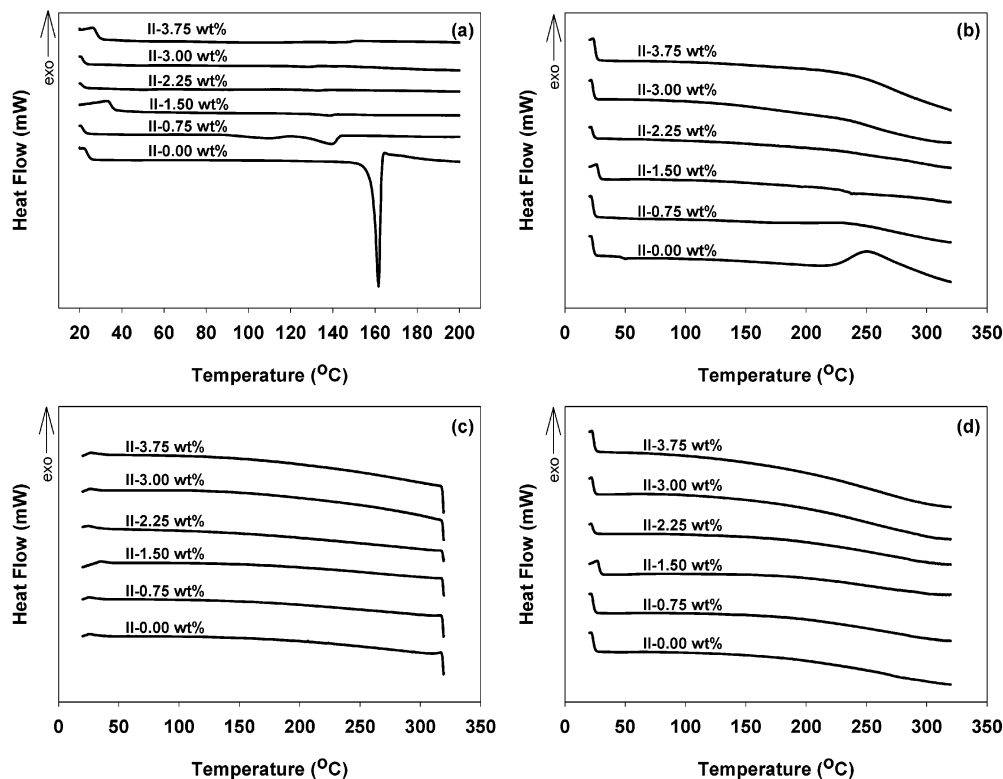 (a)
exo
Heat Flow (mW)
II-3.75 wt%
II-3.00 wt%
II-2.25 wt%
II-1.50 wt%
II-0.75 wt%
II-0.00 wt%
20 40 60 80 100 120 140 160 180 200
Temperature (OC)
(b)
exo
Heat Flow (mW)
II-3.75 wt%
II-3.00 wt%
II-2.25 wt%
II-1.50 wt%
II-0.75 wt%
II-0.00 wt%
0 50 100 150 200 250 300 350
Temperature (OC)
(c)
exo
Heat Flow (mW)
II-3.75 wt%
II-3.00 wt%
II-2.25 wt%
II-1.50 wt%
II-0.75 wt%
II-0.00 wt%
0 50 100 150 200 250 300 350
Temperature (OC)
(d)
exo
Heat Flow (mW)
II-3.75 wt%
II-3.00 wt%
II-2.25 wt%
II-1.50 wt%
II-0.75 wt%
II-0.00 wt%
0 50 100 150 200 250 300 350
Temperature (OC)